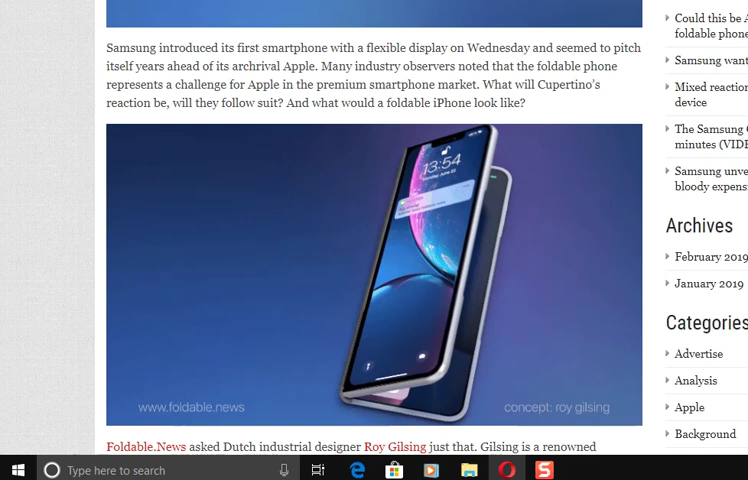 Samsung introduced its first smartphone with a flexible display on Wednesday and seemed to pitch
itself years ahead of its archrival Apple. Many industry observers noted that the foldable phone
represents a challenge for Apple in the premium smartphone market. What will Cupertino's
reaction be, will they follow suit? And what would a foldable iPhone look like?
13:54
www.foldable.news
concept: roy gilsing
Foldable.News asked Dutch industrial designer Roy Gilsing just that. Gilsing is a renowned
Could this be
foldable phone
Samsung want
Mixed reaction
device
The Samsung
minutes (VIDE
Samsung unve
bloody expens
Archives
February 2019
January 2019
Categories
Advertise
Analysis
Apple
Background
Type here to search